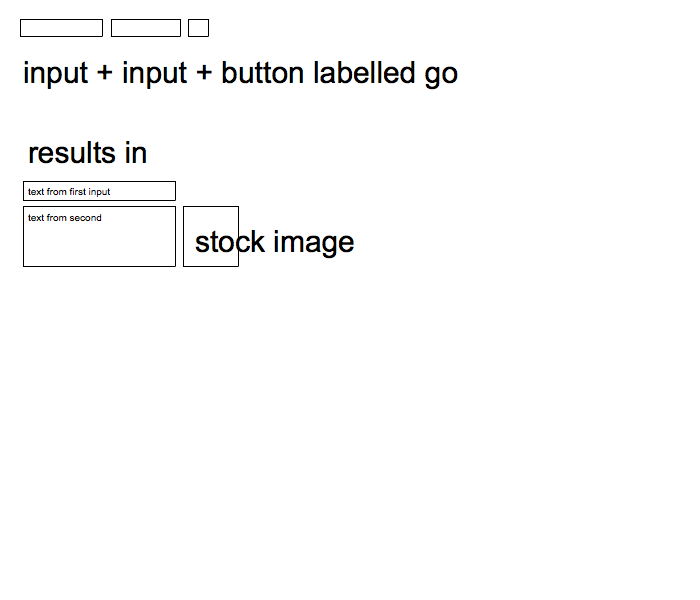 input + input + button labelled go
results in
text from first input
text from second
stock image